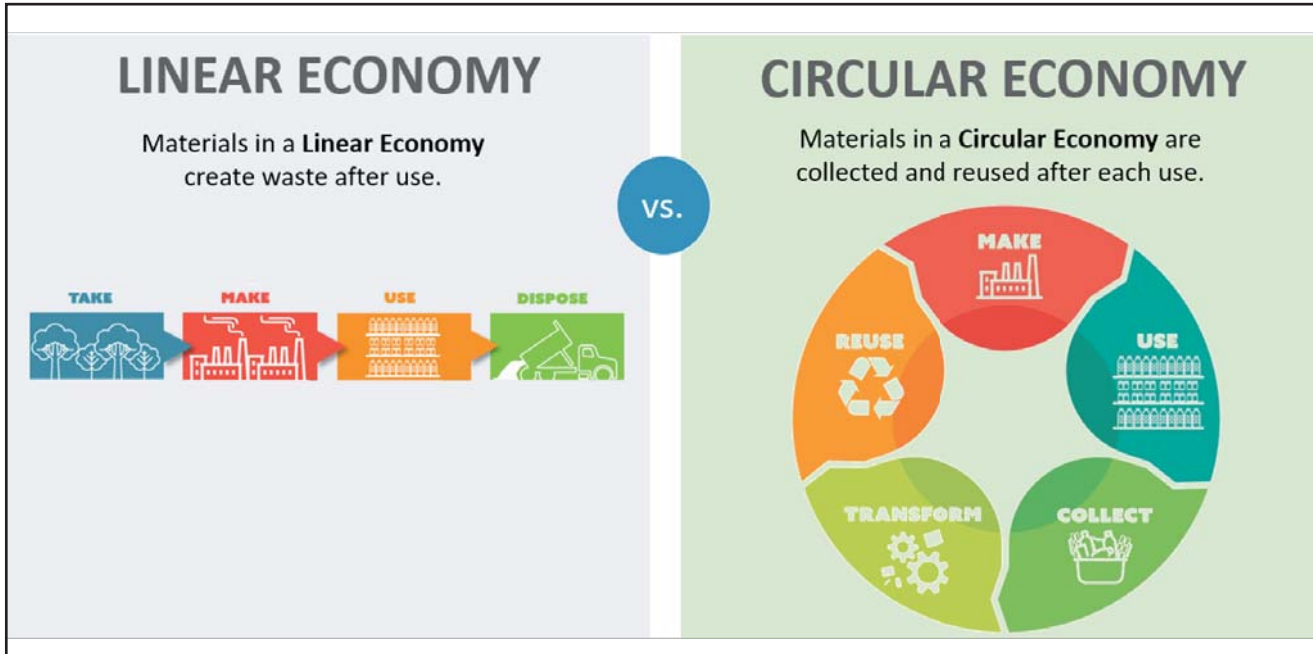 LINEAR ECONOMY
Materials in a Linear Economy
create waste after use.
TAKE
MAKE
USE
DISPOSE
vs.
CIRCULAR ECONOMY
Materials in a Circular Economy are
collected and reused after each use.
MAKE
USE
COLLECT
TRANSFORM
REUSE